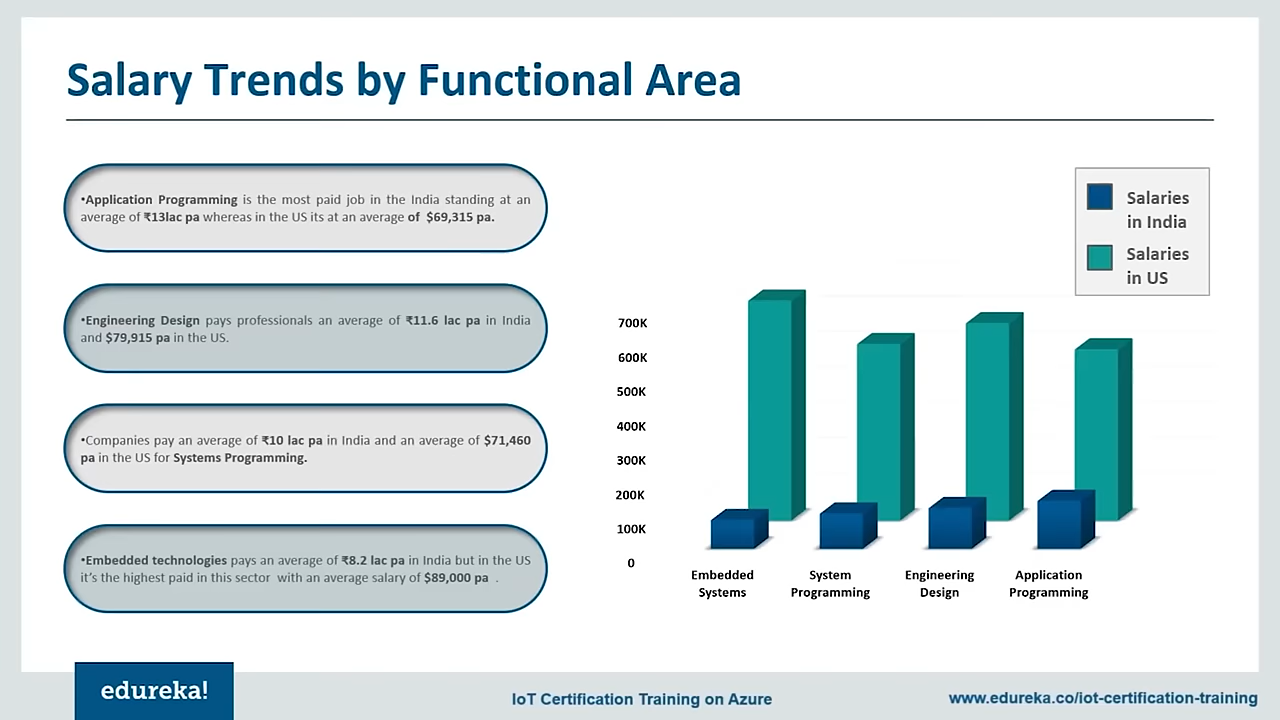 Salary Trends by Functional Area
•Application Programming is the most paid job in the India standing at an
average of ₹13lac pa whereas in the US its at an average of $69,315 pa.
•Engineering Design pays professionals an average of ₹11.6 lac pa in India
and $79,915 pa in the US.
•Companies pay an average of ₹10 lac pa in India and an average of $71,460
pa in the US for Systems Programming.
•Embedded technologies pays an average of ₹8.2 lac pa in India but in the US
it's the highest paid in this sector with an average salary of $89,000 pa .
Salaries
in India
Salaries
in US
700K
600K
500K
400K
300K
200K
100K
0
Embedded
Systems
System
Programming
Engineering
Design
Application
Programming
edureka!
IoT Certification Training on Azure
www.edureka.co/iot-certification-training